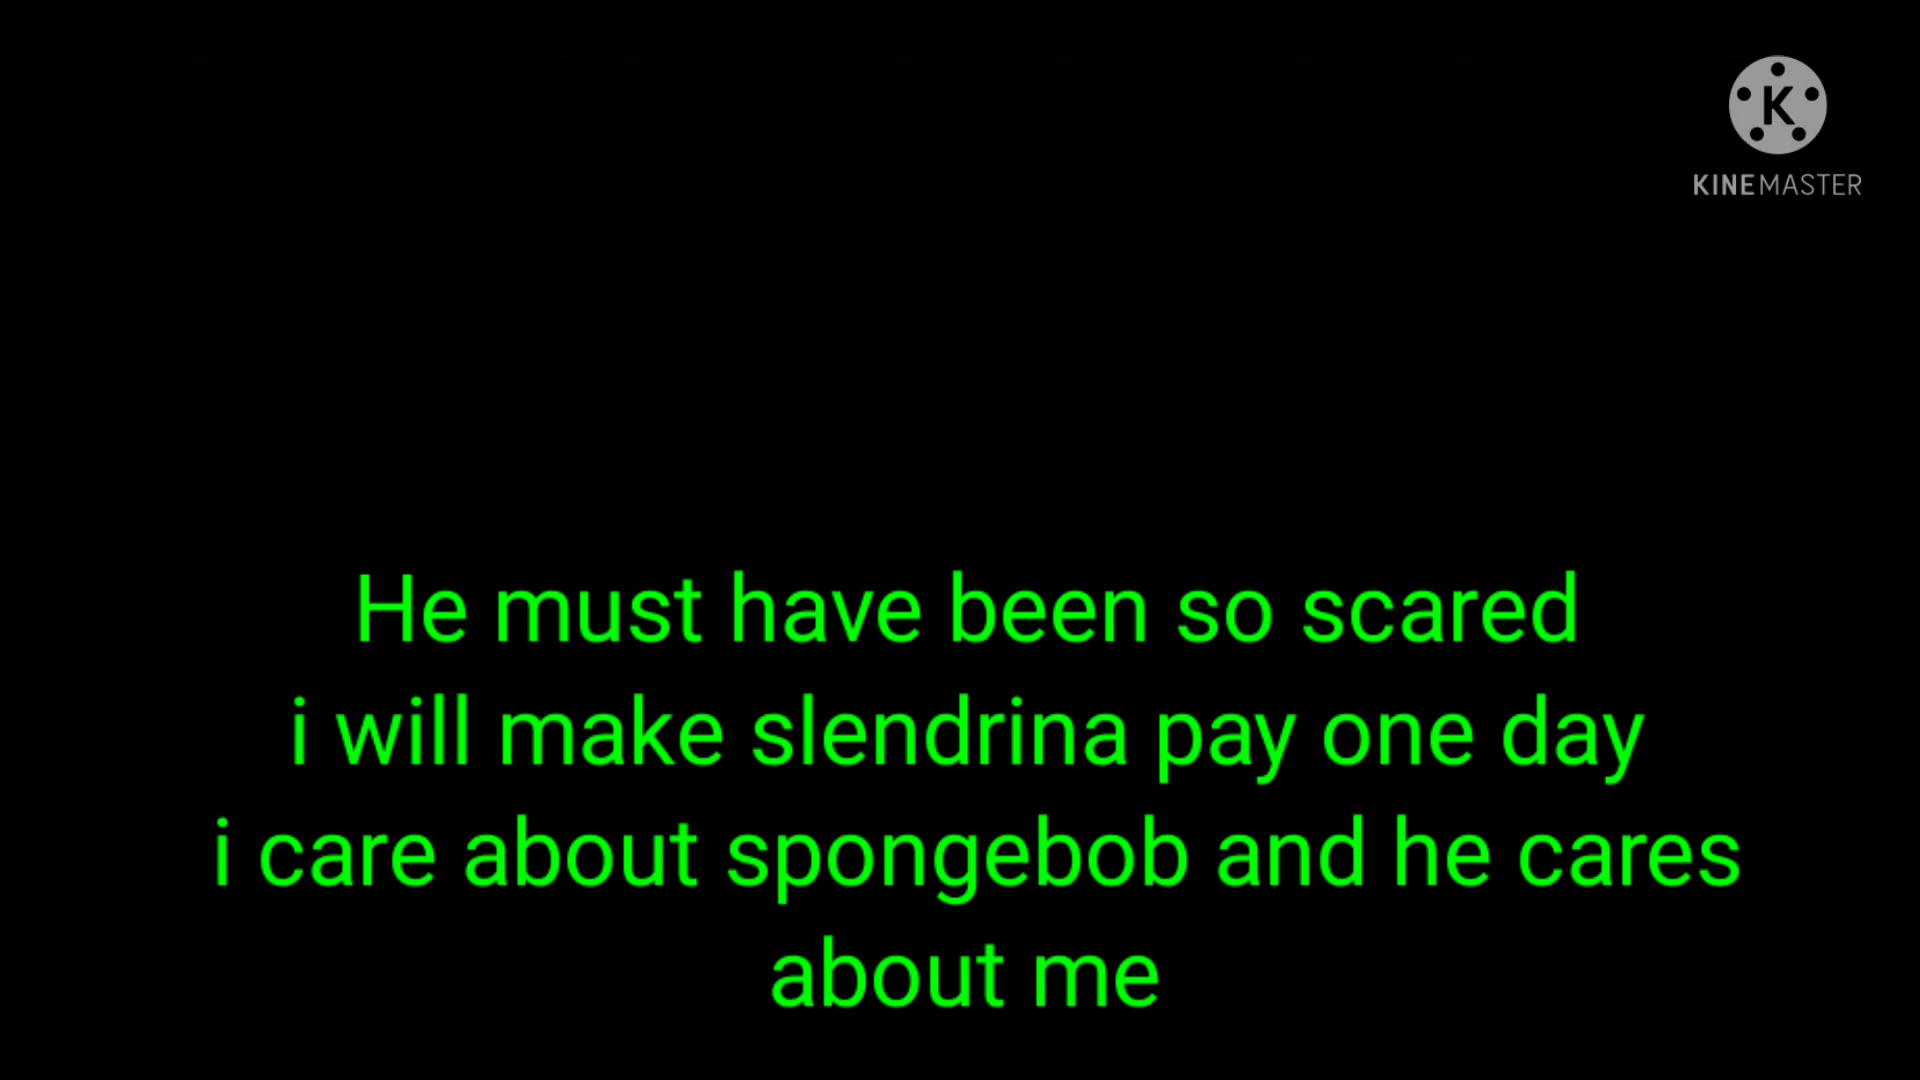 K
KINEMASTER
He must have been so scared
i will make slendrina pay one day
i care about spongebob and he cares
about me